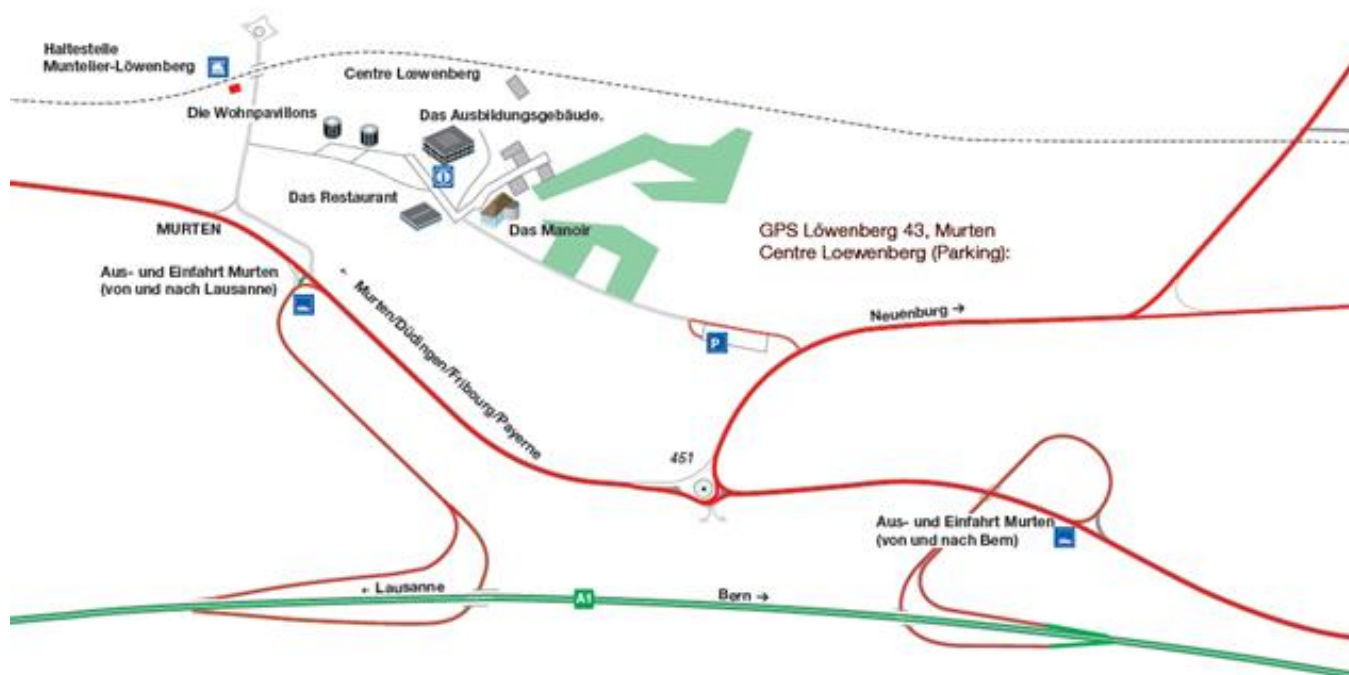 Haltestelle
Muntelier-Löwenberg
Centre Lœwenberg
Die Wohnpavillons
Das Ausbildungsgebäude.
Das Restaurant
Das Manoir
MURTEN
GPS Löwenberg 43, Murten
Centre Loewenberg (Parking):
Aus- und Einfahrt Murten
(von und nach Lausanne)
← Murten/Düdingen/Fribourg/Payerne
Neuenburg →
P
451
Aus- und Einfahrt Murten
(von und nach Bern)
← Lausanne
A1
Bern →